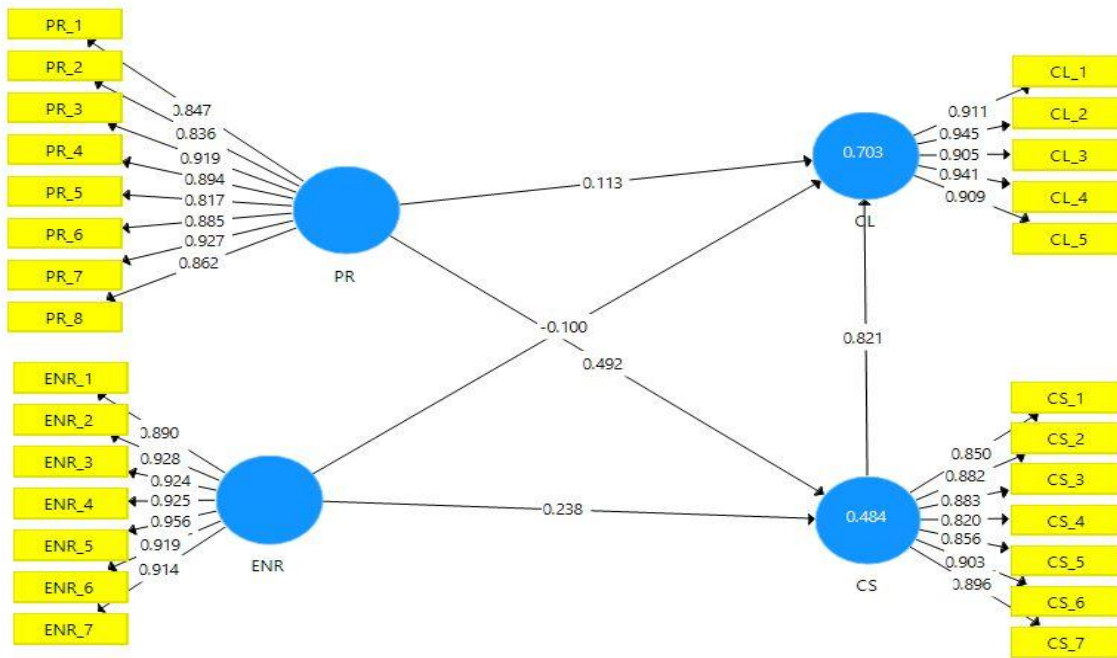 PR_1
PR_2
PR_3
PR_4
PR_5
PR_6
PR_7
PR_8
0.847
0.836
0.919
0.894
0.817
0.885
0.927
0.862
PR
ENR_1
ENR_2
ENR_3
ENR_4
ENR_5
ENR_6
ENR_7
0.890
0.928
0.924
0.925
0.956
0.919
0.914
ENR
0.113
-0.100
0.492
0.238
0.821
0.703
CL
0.911
0.945
0.905
0.941
0.909
CL_1
CL_2
CL_3
CL_4
CL_5
0.484
CS
0.850
0.882
0.883
0.820
0.856
0.903
0.896
CS_1
CS_2
CS_3
CS_4
CS_5
CS_6
CS_7